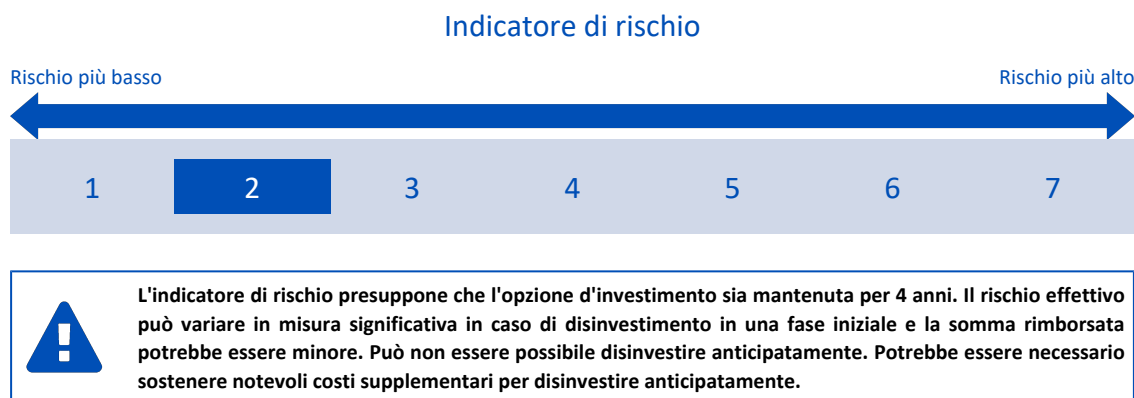 Indicatore di rischio
Rischio più basso
Rischio più alto
1 2 3 4 5 6 7
L'indicatore di rischio presuppone che l'opzione d'investimento sia mantenuta per 4 anni. Il rischio effettivo
può variare in misura significativa in caso di disinvestimento in una fase iniziale e la somma rimborsata
potrebbe essere minore. Può non essere possibile disinvestire anticipatamente. Potrebbe essere necessario
sostenere notevoli costi supplementari per disinvestire anticipatamente.